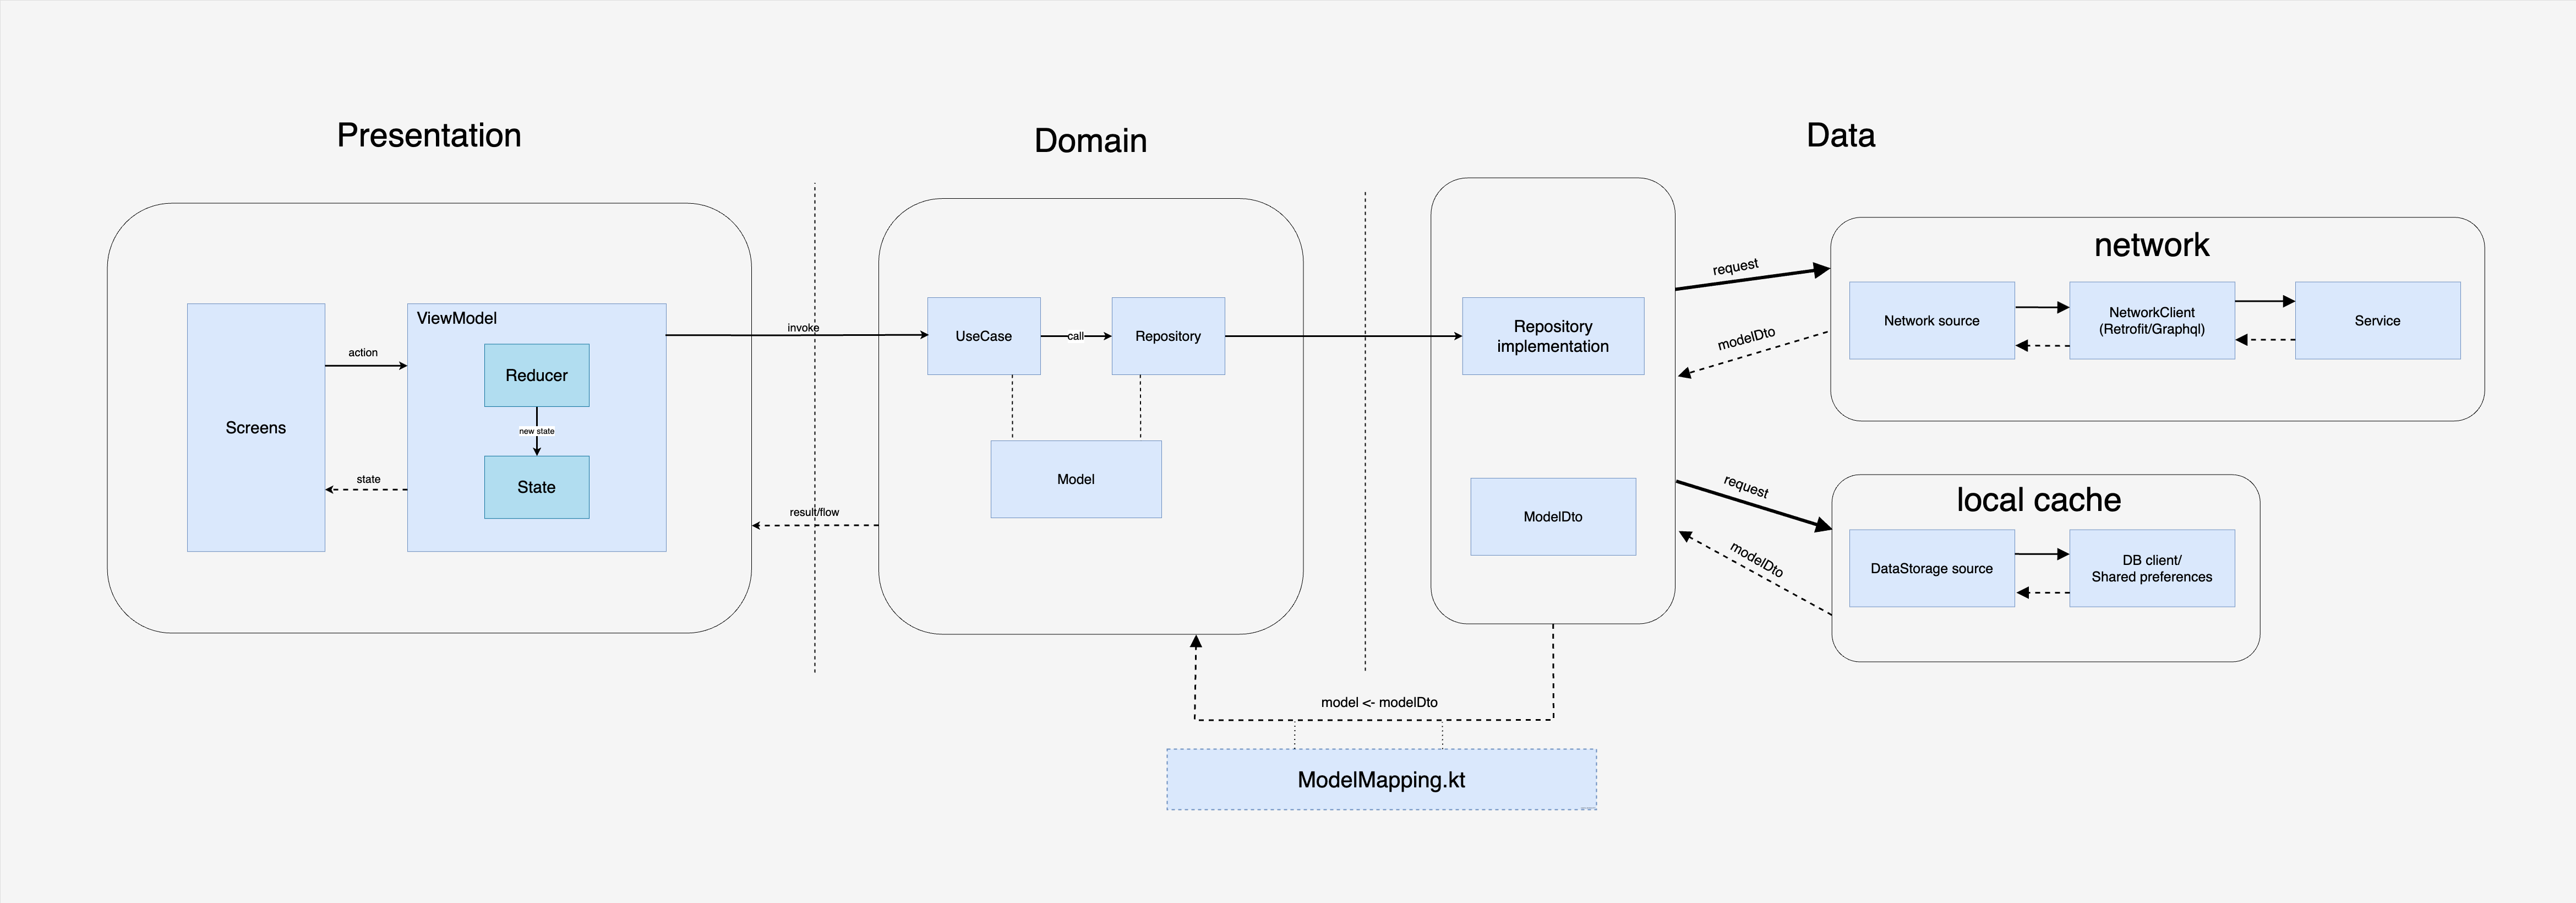 Presentation
Domain
Data
Screens
action
state
ViewModel
Reducer
new state
State
invoke
result/flow
UseCase
call
Repository
Model
Repository
implementation
ModelDto
request
modelDto
request
modelDto
network
Network source
NetworkClient
(Retrofit/Graphql)
Service
local cache
DataStorage source
DB client/
Shared preferences
model <- modelDto
ModelMapping.kt